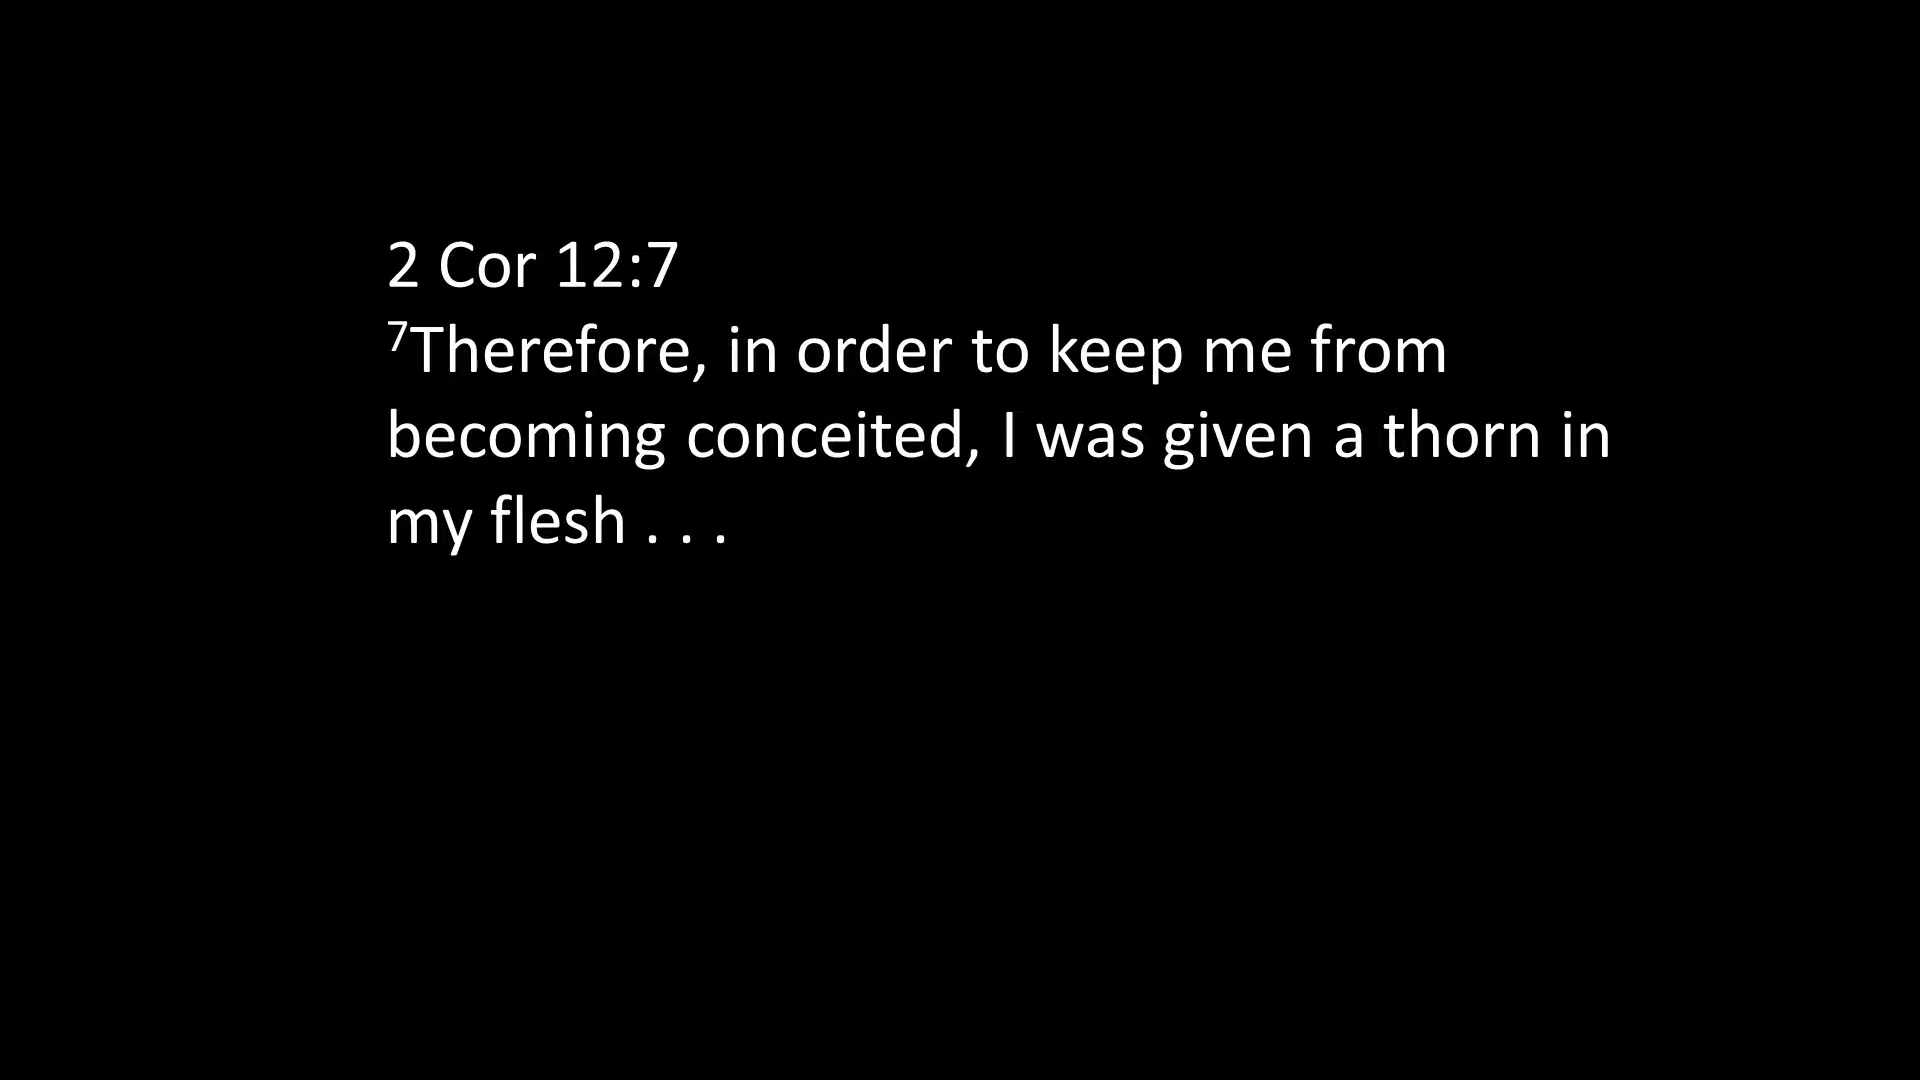 2 Cor 12:7
⁷Therefore, in order to keep me from
becoming conceited, I was given a thorn in
my flesh . . .